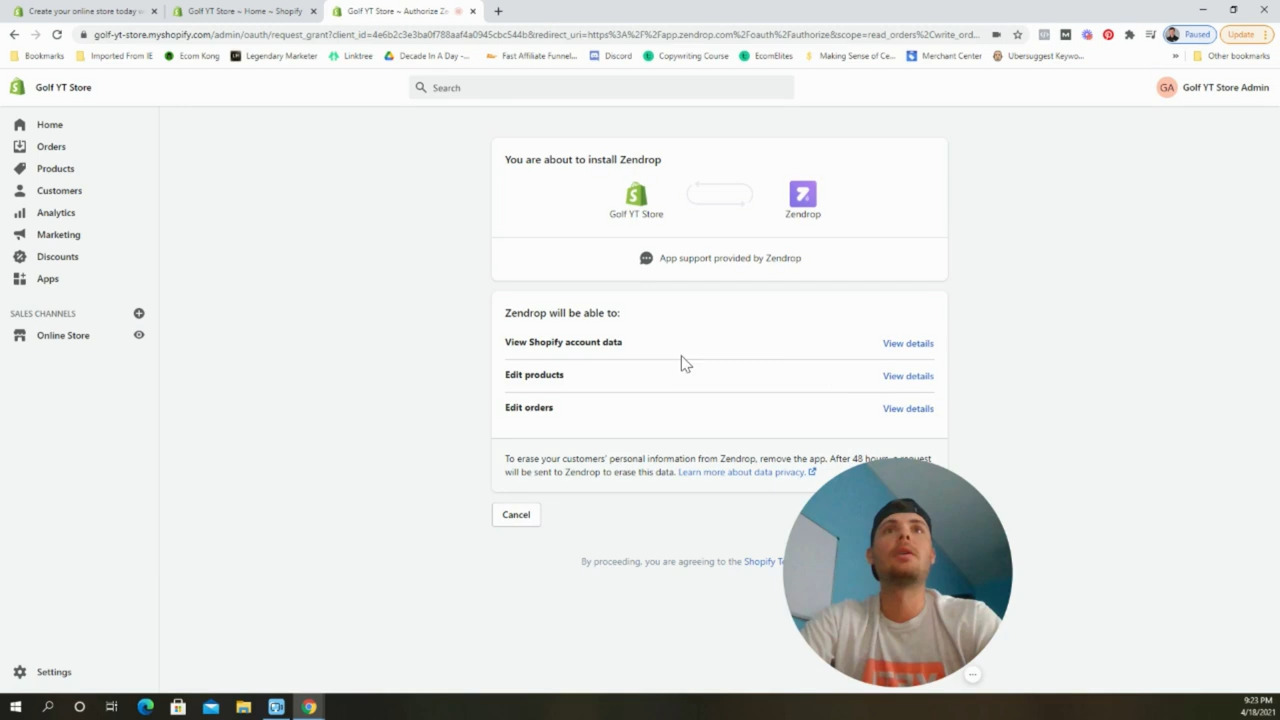 Create your online store today
Golf YT Store ~ Home ~ Shopify
Golf YT Store ~ Authorize Ze
golf-yt-store.myshopify.com/admin/oauth/request_grant?client_id=4e6b2c3e3ba0f788aaf4a0945cbc544b&redirect_uri=https%3A%2F%2Fapp.zendrop.com%2Foauth%2Fauthorize&scope=read_orders%2Cwrite_ord...
Paused
Update
Bookmarks
Imported From IE
Ecom Kong
Legendary Marketer
Linktree
Decade In A Day -...
Fast Affiliate Funnel...
Discord
Copywriting Course
EcomElites
Making Sense of Ce...
Merchant Center
Ubersuggest Keywo...
»
Other bookmarks
Golf YT Store
Search
GA
Golf YT Store Admin
Home
Orders
Products
Customers
Analytics
Marketing
Discounts
Apps
SALES CHANNELS
Online Store
Settings
You are about to install Zendrop
Golf YT Store
Zendrop
App support provided by Zendrop
Zendrop will be able to:
View Shopify account data
View details
Edit products
View details
Edit orders
View details
To erase your customers' personal information from Zendrop, remove the app. After 48 hours, a request
will be sent to Zendrop to erase this data. Learn more about data privacy.
Cancel
By proceeding, you are agreeing to the Shopify
9:23 PM
4/18/2021